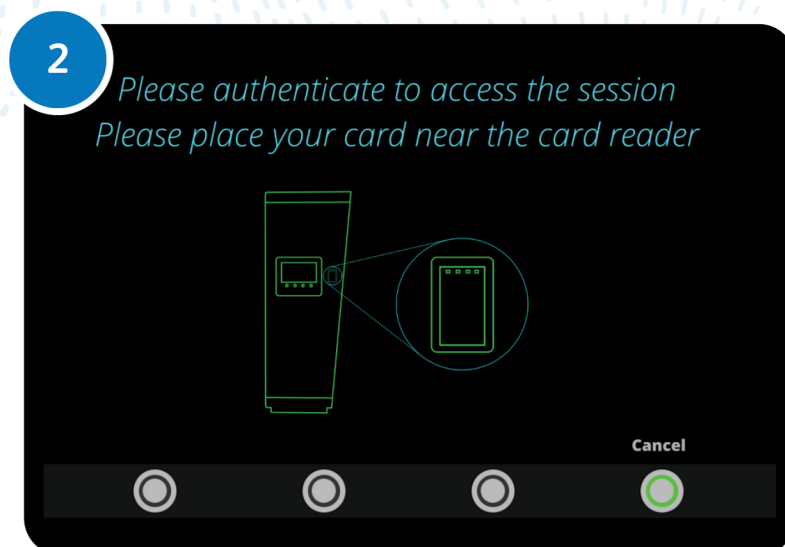 2
Please authenticate to access the session
Please place your card near the card reader
Cancel